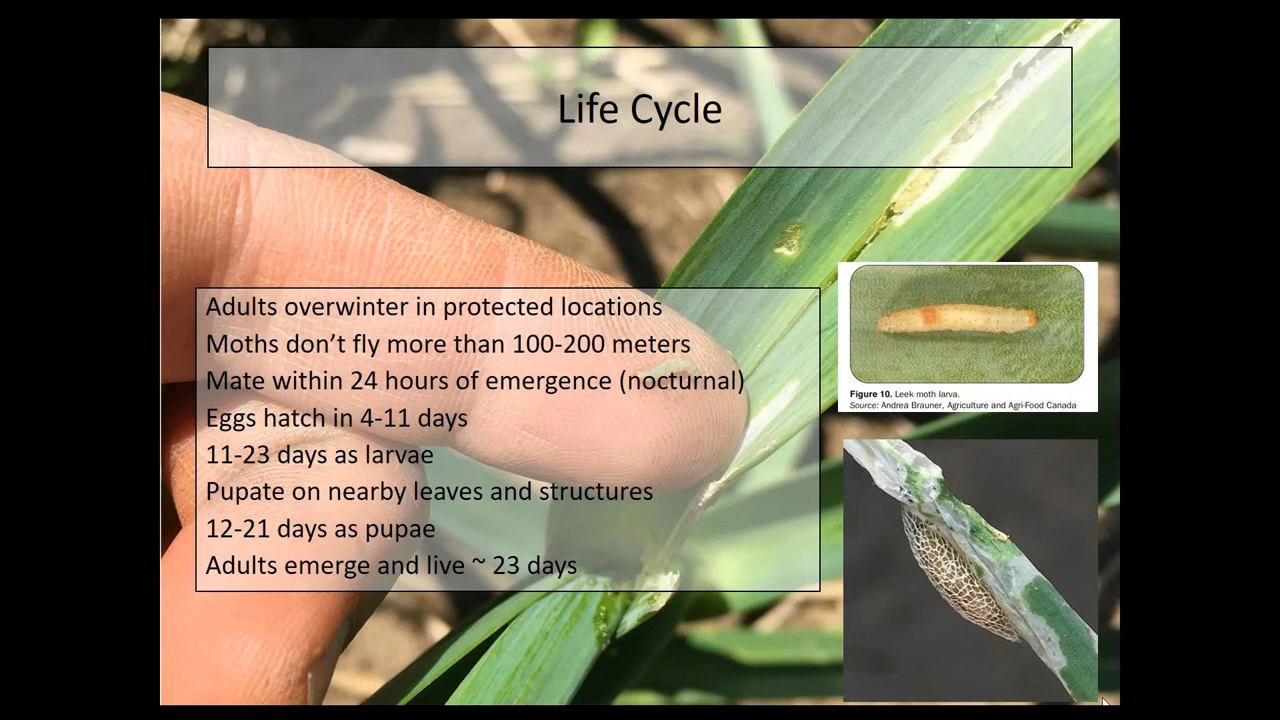 Life Cycle
Adults overwinter in protected locations
Moths don’t fly more than 100-200 meters
Mate within 24 hours of emergence (nocturnal)
Eggs hatch in 4-11 days
11-23 days as larvae
Pupate on nearby leaves and structures
12-21 days as pupae
Adults emerge and live ~ 23 days
Figure 10. Leek moth larva.
Source: Andrea Brauner, Agriculture and Agri-Food Canada